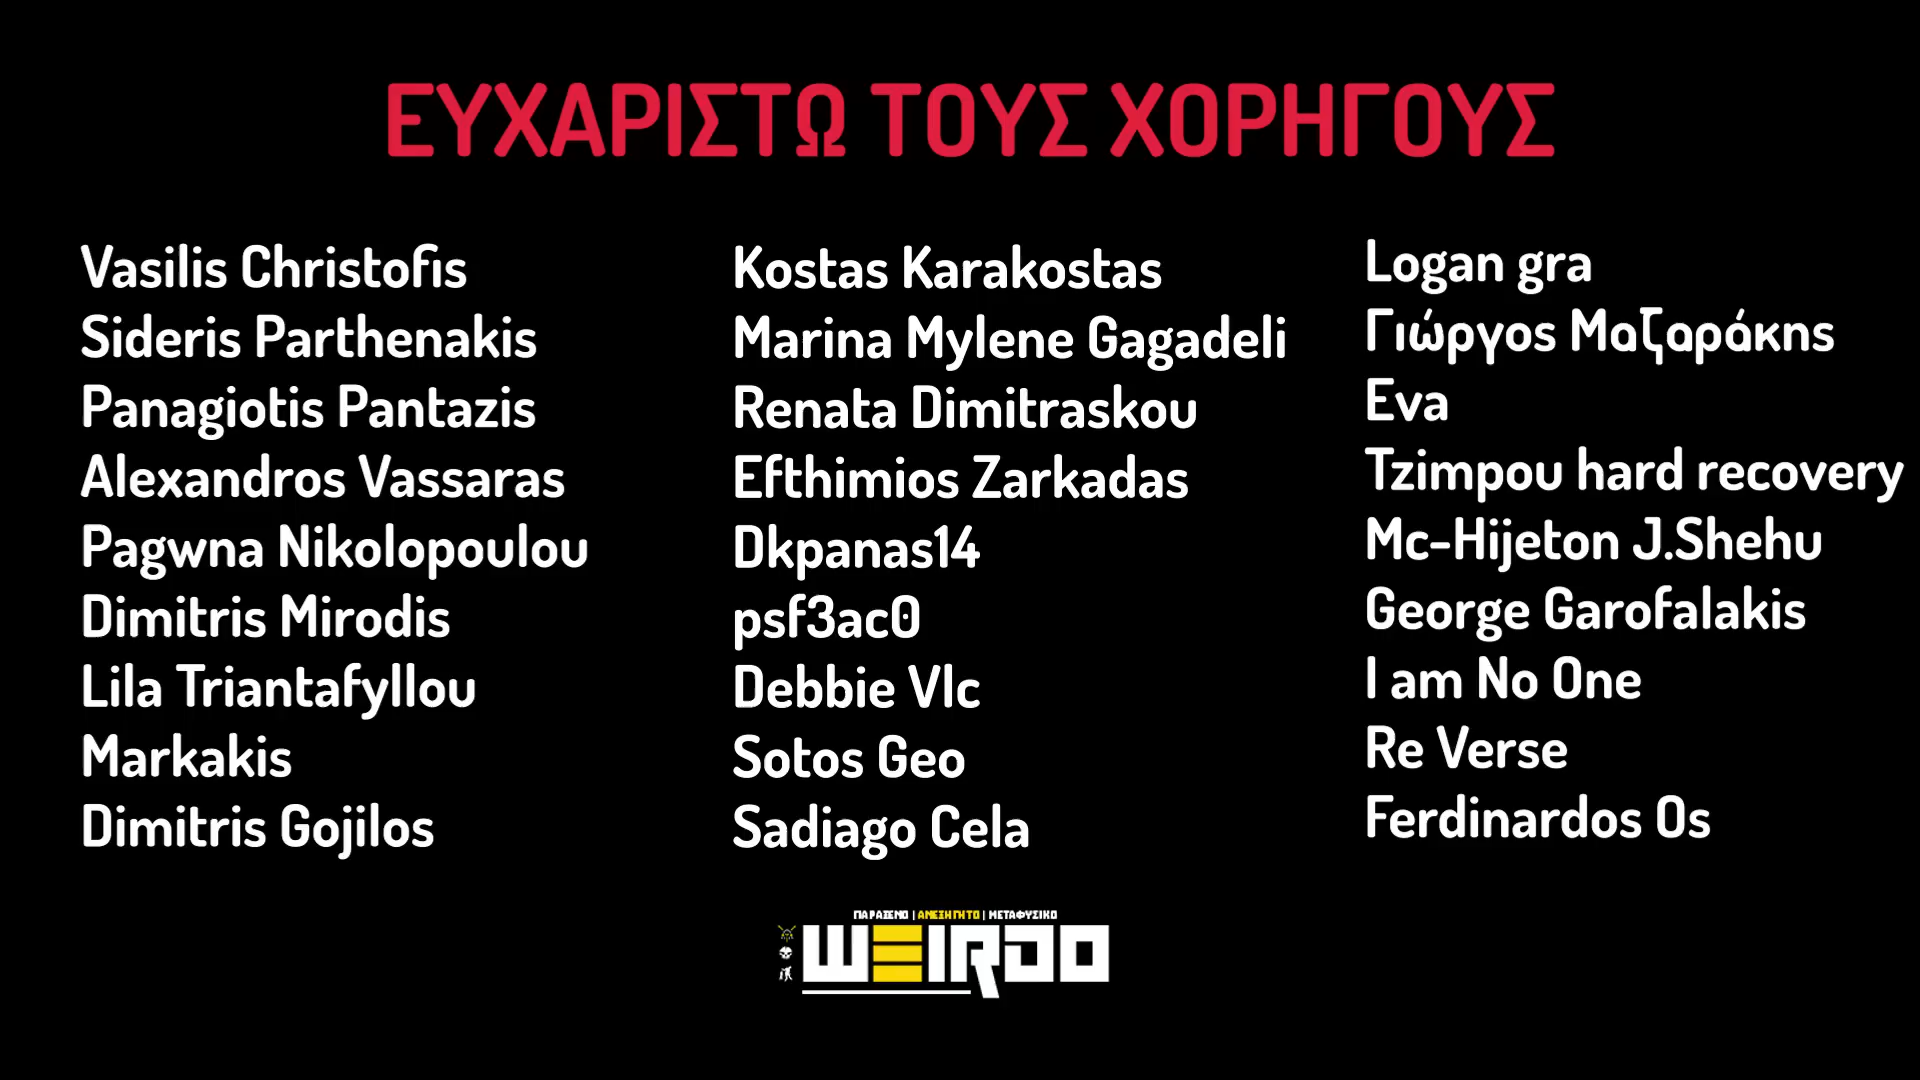 ΕΥΧΑΡΙΣΤΩ ΤΟΥΣ ΧΟΡΗΓΟΥΣ
Vasilis Christofis
Sideris Parthenakis
Panagiotis Pantazis
Alexandros Vassaras
Pagwna Nikolopoulou
Dimitris Mirodis
Lila Triantafyllou
Markakis
Dimitris Gojilos
Kostas Karakostas
Marina Mylene Gagadeli
Renata Dimitraskou
Efthimios Zarkadas
Dkpanas14
psf3ac0
Debbie Vlc
Sotos Geo
Sadiago Cela
Logan gra
Γιώργος Μαζαράκης
Eva
Tzimpou hard recovery
Mc-Hijeton J.Shehu
George Garofalakis
I am No One
Re Verse
Ferdinardos Os
ΠΑΡΑΞΕΝΟ | ΑΝΕΞΗΓΗΤΟ | ΜΕΤΑΦΥΣΙΚΟ
WEIRDO